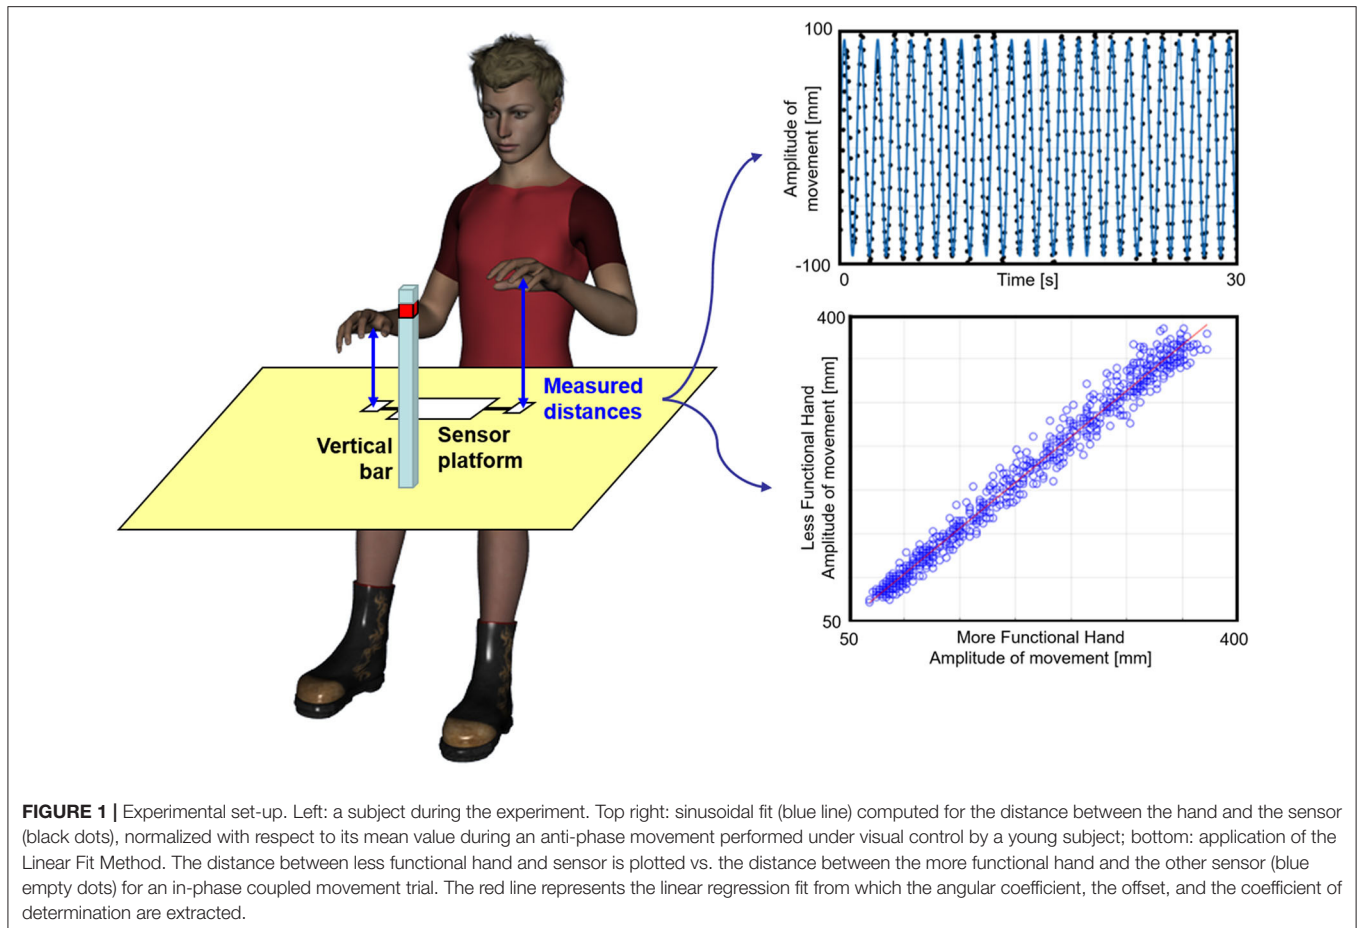 100
Amplitude of
movement [mm]
-100
0
Time [s]
30
Measured
distances
Vertical
bar
Sensor
platform
400
Less Functional Hand
Amplitude of movement [mm]
50
50
More Functional Hand
400
Amplitude of movement [mm]
FIGURE 1 | Experimental set-up. Left: a subject during the experiment. Top right: sinusoidal fit (blue line) computed for the distance between the hand and the sensor
(black dots), normalized with respect to its mean value during an anti-phase movement performed under visual control by a young subject; bottom: application of the
Linear Fit Method. The distance between less functional hand and sensor is plotted vs. the distance between the more functional hand and the other sensor (blue
empty dots) for an in-phase coupled movement trial. The red line represents the linear regression fit from which the angular coefficient, the offset, and the coefficient of
determination are extracted.